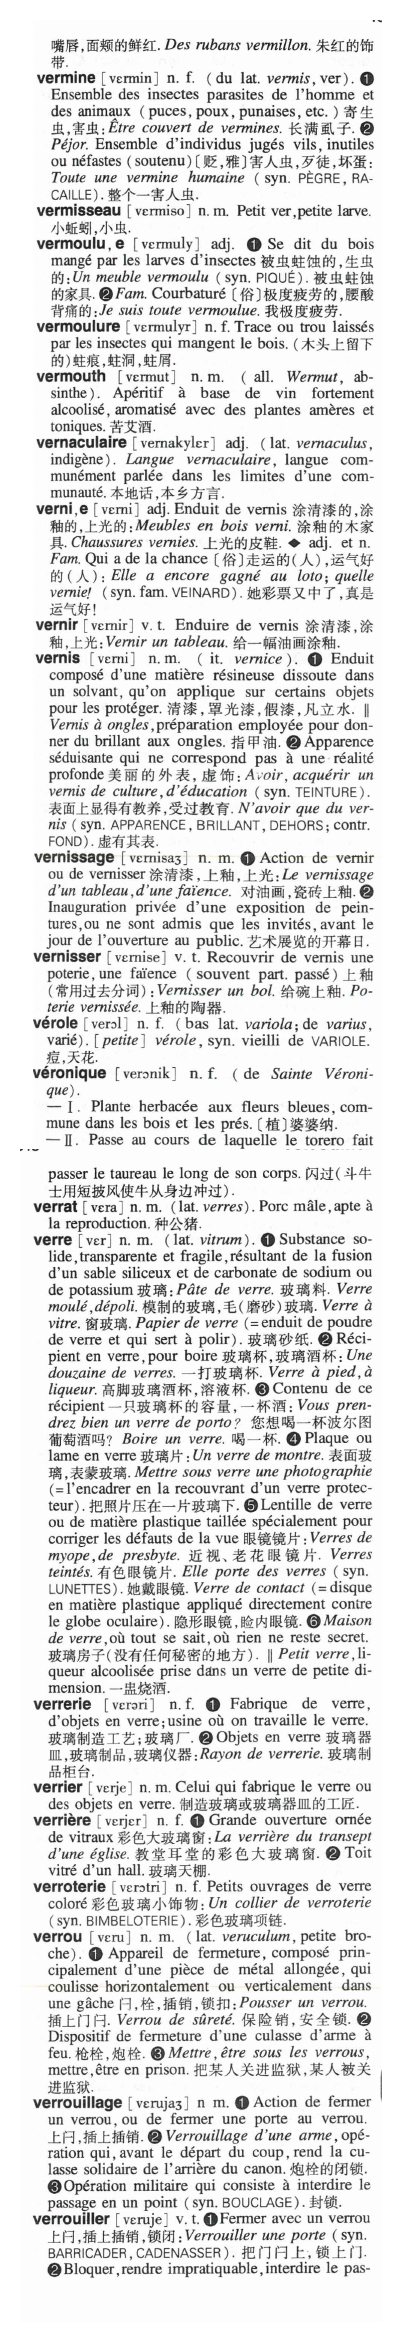 嘴唇,面颊的鲜红. Des rubans vermillon. 朱红的饰
带.
vermine [vɛrmin] n. f. (du lat. vermis, ver). ❶
Ensemble des insectes parasites de l'homme et
des animaux (puces, poux, punaises, etc.) 寄生
虫,害虫: Être couvert de vermines. 长满虱子. ❷
Péjor. Ensemble d'individus jugés vils, inutiles
ou néfastes (soutenu)〔贬,雅〕害人虫,歹徒,坏蛋:
Toute une vermine humaine (syn. PÈGRE, RA-
CAILLE). 整个一害人虫.
vermisseau [vɛrmiso] n. m. Petit ver, petite larve.
小蚯蚓,小虫.
vermoulu, e [vɛrmuly] adj. ❶ Se dit du bois
mangé par les larves d'insectes 被虫蛀蚀的,生虫
的: Un meuble vermoulu (syn. PIQUÉ). 被虫蛀蚀
的家具. ❷ Fam. Courbaturé〔俗〕极度疲劳的,腰酸
背痛的: Je suis toute vermoulue. 我极度疲劳.
vermoulure [vɛrmulyr] n. f. Trace ou trou laissés
par les insectes qui mangent le bois. (木头上留下
的)蛀痕,蛀洞,蛀屑.
vermouth [vɛrmut] n. m. (all. Wermut, ab-
sinthe). Apéritif à base de vin fortement
alcoolisé, aromatisé avec des plantes amères et
toniques. 苦艾酒.
vernaculaire [vɛrnakylɛr] adj. (lat. vernaculus,
indigène). Langue vernaculaire, langue com-
munément parlée dans les limites d'une com-
munauté. 本地话,本乡方言.
verni, e [vɛrni] adj. Enduit de vernis 涂清漆的,涂
釉的,上光的: Meubles en bois verni. 涂釉的木家
具. Chaussures vernies. 上光的皮鞋. ◆ adj. et n.
Fam. Qui a de la chance〔俗〕走运的(人),运气好
的(人): Elle a encore gagné au loto; quelle
vernie! (syn. fam. VEINARD). 她彩票又中了,真是
运气好!
vernir [vɛrnir] v. t. Enduire de vernis 涂清漆,涂
釉,上光: Vernir un tableau. 给一幅油画涂釉.
vernis [vɛrni] n. m. (it. vernice). ❶ Enduit
composé d'une matière résineuse dissoute dans
un solvant, qu'on applique sur certains objets
pour les protéger. 清漆,罩光漆,假漆,凡立水. ‖
Vernis à ongles, préparation employée pour don-
ner du brillant aux ongles. 指甲油. ❷ Apparence
séduisante qui ne correspond pas à une réalité
profonde 美丽的外表,虚饰: Avoir, acquérir un
vernis de culture, d'éducation (syn. TEINTURE).
表面上显得有教养,受过教育. N'avoir que du ver-
nis (syn. APPARENCE, BRILLANT, DEHORS; contr.
FOND). 虚有其表.
vernissage [vɛrnisaʒ] n. m. ❶ Action de vernir
ou de vernisser 涂清漆,上釉,上光: Le vernissage
d'un tableau, d'une faïence. 对油画,瓷砖上釉. ❷
Inauguration privée d'une exposition de pein-
tures, ou ne sont admis que les invités, avant le
jour de l'ouverture au public. 艺术展览的开幕日.
vernisser [vɛrnise] v. t. Recouvrir de vernis une
poterie, une faïence (souvent part. passé) 上釉
(常用过去分词): Vernisser un bol. 给碗上釉. Po-
terie vernissée. 上釉的陶器.
vérole [verɔl] n. f. (bas lat. variola; de varius,
varié). [petite] vérole, syn. vieilli de VARIOLE.
痘,天花.
véronique [verɔnik] n. f. (de Sainte Véroni-
que).
— Ⅰ. Plante herbacée aux fleurs bleues, com-
mune dans les bois et les prés.〔植〕婆婆纳.
— Ⅱ. Passe au cours de laquelle le torero fait
passer le taureau le long de son corps. 闪过(斗牛
士用短披风使牛从身边冲过).
verrat [vɛra] n. m. (lat. verres). Porc mâle, apte à
la reproduction. 种公猪.
verre [vɛr] n. m. (lat. vitrum). ❶ Substance so-
lide, transparente et fragile, résultant de la fusion
d'un sable siliceux et de carbonate de sodium ou
de potassium 玻璃: Pâte de verre. 玻璃料. Verre
moulé, dépoli. 模制的玻璃,毛(磨砂)玻璃. Verre à
vitre. 窗玻璃. Papier de verre (= enduit de poudre
de verre et qui sert à polir). 玻璃砂纸. ❷ Réci-
pient en verre, pour boire 玻璃杯,玻璃酒杯: Une
douzaine de verres. 一打玻璃杯. Verre à pied, à
liqueur. 高脚玻璃酒杯,溶液杯. ❸ Contenu de ce
récipient 一只玻璃杯的容量,一杯酒: Vous pren-
drez bien un verre de porto? 您想喝一杯波尔图
葡萄酒吗? Boire un verre. 喝一杯. ❹ Plaque ou
lame en verre 玻璃片: Un verre de montre. 表面玻
璃,表蒙玻璃. Mettre sous verre une photographie
(= l'encadrer en la recouvrant d'un verre protec-
teur). 把照片压在一片玻璃下. ❺ Lentille de verre
ou de matière plastique taillée spécialement pour
corriger les défauts de la vue 眼镜镜片: Verres de
myope, de presbyte. 近视、老花眼镜片. Verres
teintés. 有色眼镜片. Elle porte des verres (syn.
LUNETTES). 她戴眼镜. Verre de contact (= disque
en matière plastique appliqué directement contre
le globe oculaire). 隐形眼镜,睑内眼镜. ❻ Maison
de verre, où tout se sait, où rien ne reste secret.
玻璃房子(没有任何秘密的地方). ‖ Petit verre, li-
queur alcoolisée prise dans un verre de petite di-
mension. 一盅烧酒.
verrerie [vɛrəri] n. f. ❶ Fabrique de verre,
d'objets en verre; usine où on travaille le verre.
玻璃制造工艺;玻璃厂. ❷ Objets en verre 玻璃器
皿,玻璃制品,玻璃仪器: Rayon de verrerie. 玻璃制
品柜台.
verrier [vɛrje] n. m. Celui qui fabrique le verre ou
des objets en verre. 制造玻璃或玻璃器皿的工匠.
verrière [vɛrjɛr] n. f. ❶ Grande ouverture ornée
de vitraux 彩色大玻璃窗: La verrière du transept
d'une église. 教堂耳堂的彩色大玻璃窗. ❷ Toit
vitré d'un hall. 玻璃天棚.
verroterie [vɛrɔtri] n. f. Petits ouvrages de verre
coloré 彩色玻璃小饰物: Un collier de verroterie
(syn. BIMBELOTERIE). 彩色玻璃项链.
verrou [vɛru] n. m. (lat. veruculum, petite bro-
che). ❶ Appareil de fermeture, composé prin-
cipalement d'une pièce de métal allongée, qui
coulisse horizontalement ou verticalement dans
une gâche 闩,栓,插销,锁扣: Pousser un verrou.
插上门闩. Verrou de sûreté. 保险销,安全锁. ❷
Dispositif de fermeture d'une culasse d'arme à
feu. 枪栓,炮栓. ❸ Mettre, être sous les verrous,
mettre, être en prison. 把某人关进监狱,某人被关
进监狱.
verrouillage [vɛrujaʒ] n m. ❶ Action de fermer
un verrou, ou de fermer une porte au verrou.
上闩,插上插销. ❷ Verrouillage d'une arme, opé-
ration qui, avant le départ du coup, rend la cu-
lasse solidaire de l'arrière du canon. 炮栓的闭锁.
❸ Opération militaire qui consiste à interdire le
passage en un point (syn. BOUCLAGE). 封锁.
verrouiller [vɛruje] v. t. ❶ Fermer avec un verrou
上闩,插上插销,锁闭: Verrouiller une porte (syn.
BARRICADER, CADENASSER). 把门闩上,锁上门.
❷ Bloquer, rendre impratiquable, interdire le pas-